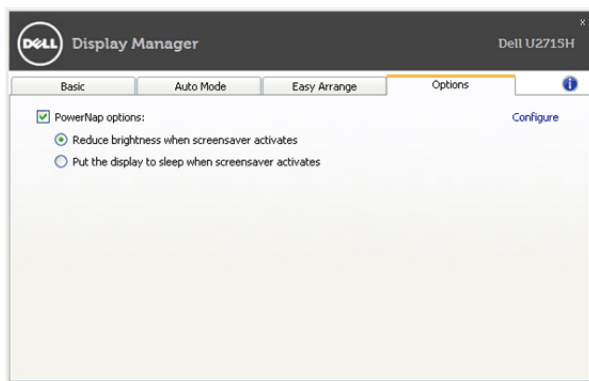 x
DELL Display Manager Dell U2715H
Basic Auto Mode Easy Arrange Options i
PowerNap options: Configure
Reduce brightness when screensaver activates
Put the display to sleep when screensaver activates